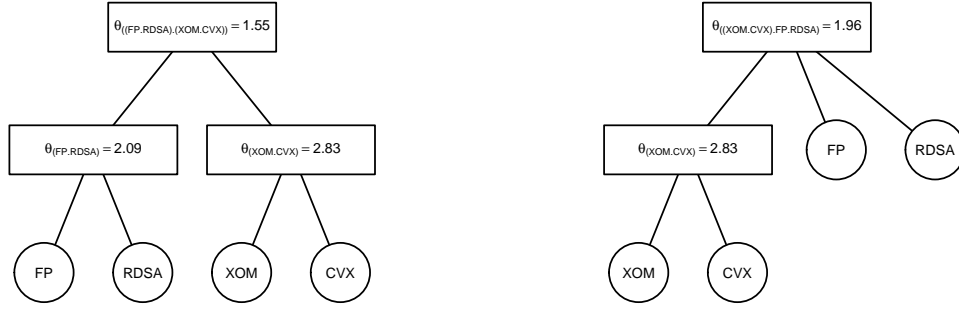 θ((FP.RDSA).(XOM.CVX)) = 1.55
θ((XOM.CVX).FP.RDSA) = 1.96
θ(FP.RDSA) = 2.09
θ(XOM.CVX) = 2.83
θ(XOM.CVX) = 2.83
FP
RDSA
FP
RDSA
XOM
CVX
XOM
CVX